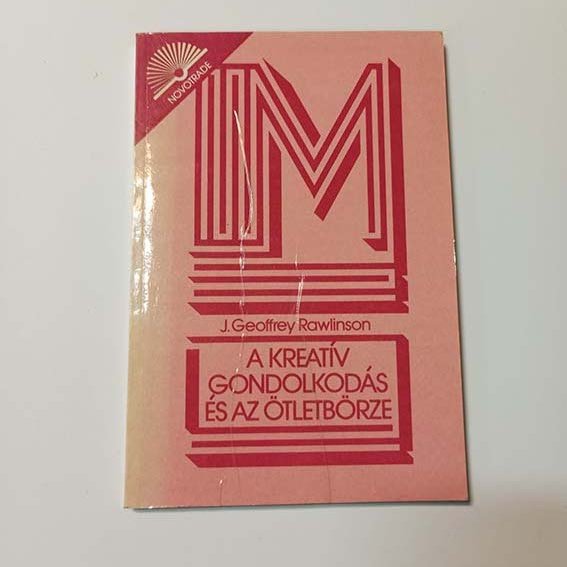 NOVOTRADE
M
J. Geoffrey Rawlinson
A KREATÍV
GONDOLKODÁS
ÉS AZ ÖTLETBÖRZE